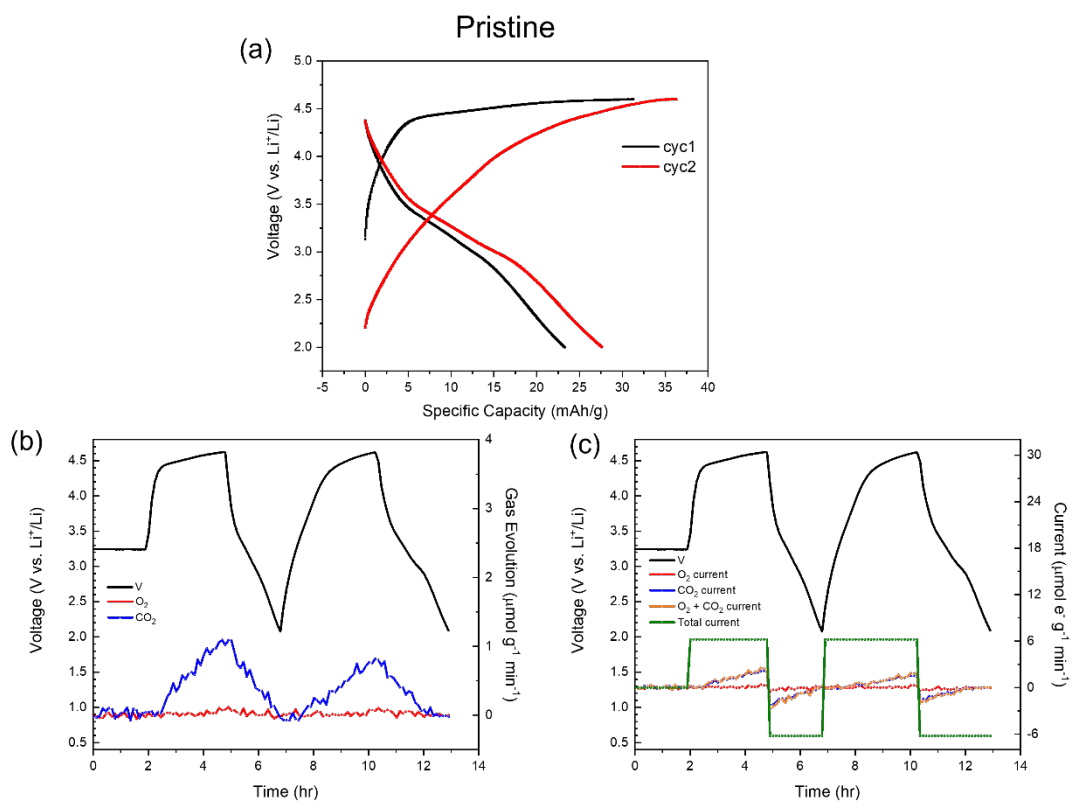 Pristine
(a)
5.0
4.5
4.0
3.5
3.0
2.5
2.0
Voltage (V vs. Li⁺/Li)
cyc1
cyc2
-5 0 5 10 15 20 25 30 35 40
Specific Capacity (mAh/g)
(b)
4.5
4.0
3.5
3.0
2.5
2.0
1.5
1.0
0.5
Voltage (V vs. Li⁺/Li)
V
O₂
CO₂
4
3
2
1
0
Gas Evolution (μmol g⁻¹ min⁻¹)
0 2 4 6 8 10 12 14
Time (hr)
(c)
4.5
4.0
3.5
3.0
2.5
2.0
1.5
1.0
0.5
Voltage (V vs. Li⁺/Li)
V
O₂ current
CO₂ current
O₂ + CO₂ current
Total current
30
24
18
12
6
0
-6
Current (μmol e⁻ g⁻¹ min⁻¹)
0 2 4 6 8 10 12 14
Time (hr)